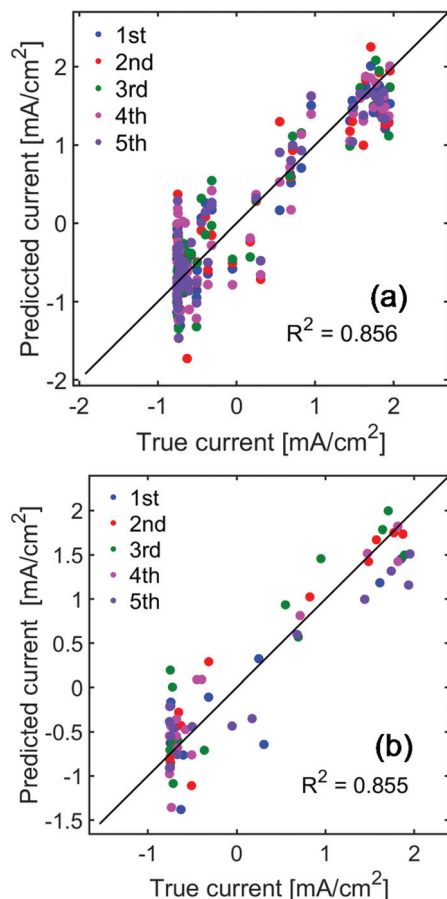 1st
2nd
3rd
4th
5th
2
1
0
-1
-2
Prediccted current [mA/cm²]
(a)
R² = 0.856
-2
-1
0
1
2
True current [mA/cm²]
1st
2nd
3rd
4th
5th
2
1.5
1
0.5
0
-0.5
-1
-1.5
Predicted current [mA/cm²]
(b)
R² = 0.855
-1
0
1
2
True current [mA/cm²]